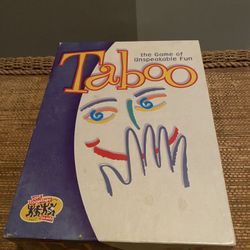 Taboo
the Game of
Unspeakable Fun